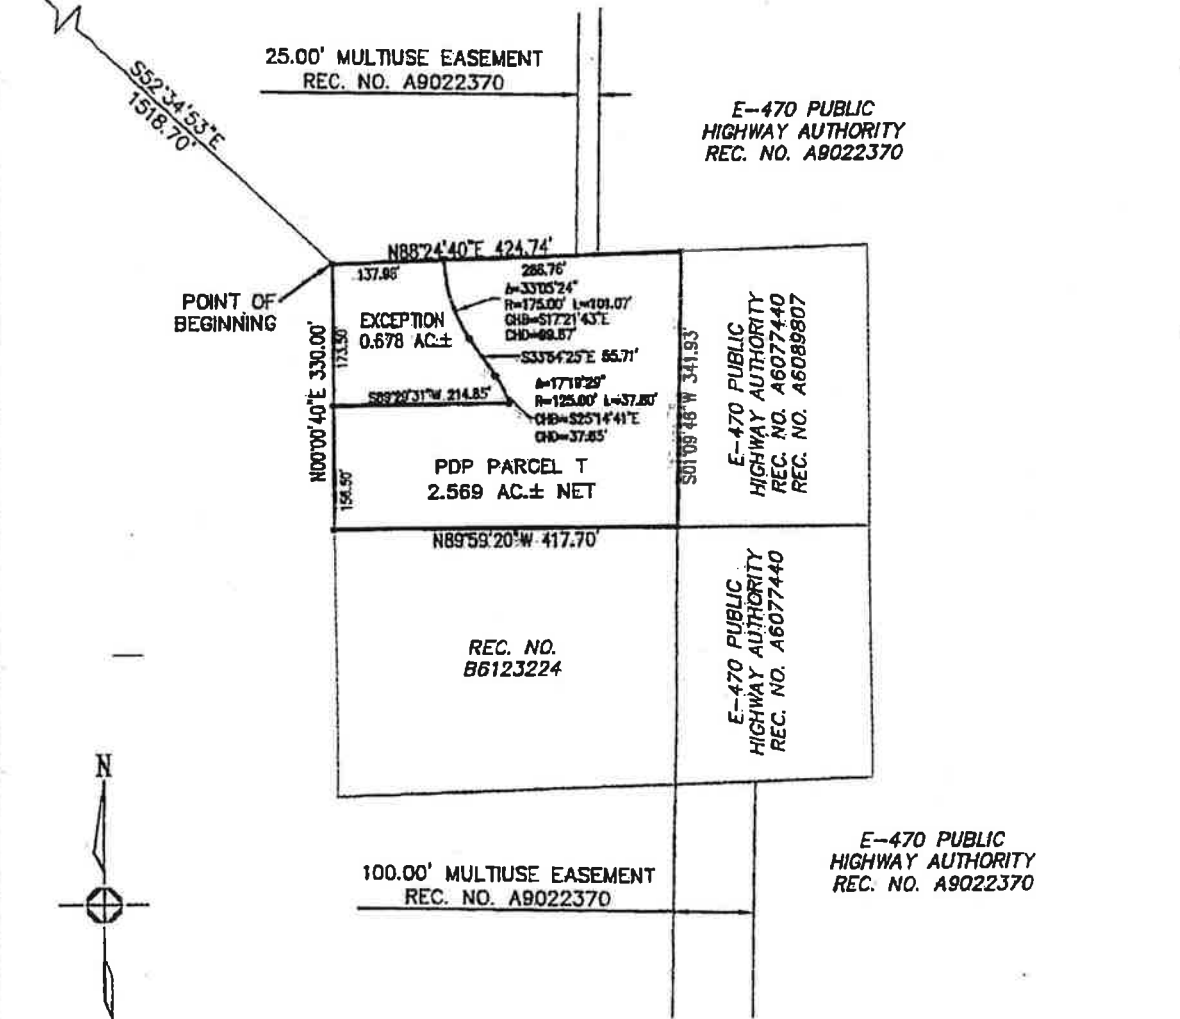 S52°34'53"E
1518.70'
25.00' MULTIUSE EASEMENT
REC. NO. A9022370
E-470 PUBLIC
HIGHWAY AUTHORITY
REC. NO. A9022370
N88°24'40"E 424.74'
137.98'
286.76'
POINT OF
BEGINNING
EXCEPTION
0.678 AC.±
Δ=33°05'24"
R=175.00' L=101.07'
CHB=S17°21'43"E
CHD=99.67'
S33°54'25"E 55.71'
Δ=17°19'29"
R=125.00' L=37.80'
CHB=S25°14'41"E
CHD=37.65'
N00°00'40"E 330.00'
173.50'
S89°29'31"W 214.85'
156.50'
S01°09'48"W 341.93'
PDP PARCEL T
2.569 AC.± NET
E-470 PUBLIC
HIGHWAY AUTHORITY
REC. NO. A6077440
REC. NO. A6089807
N89°59'20"W 417.70'
REC. NO.
B6123224
E-470 PUBLIC
HIGHWAY AUTHORITY
REC. NO. A6077440
N
100.00' MULTIUSE EASEMENT
REC. NO. A9022370
E-470 PUBLIC
HIGHWAY AUTHORITY
REC. NO. A9022370